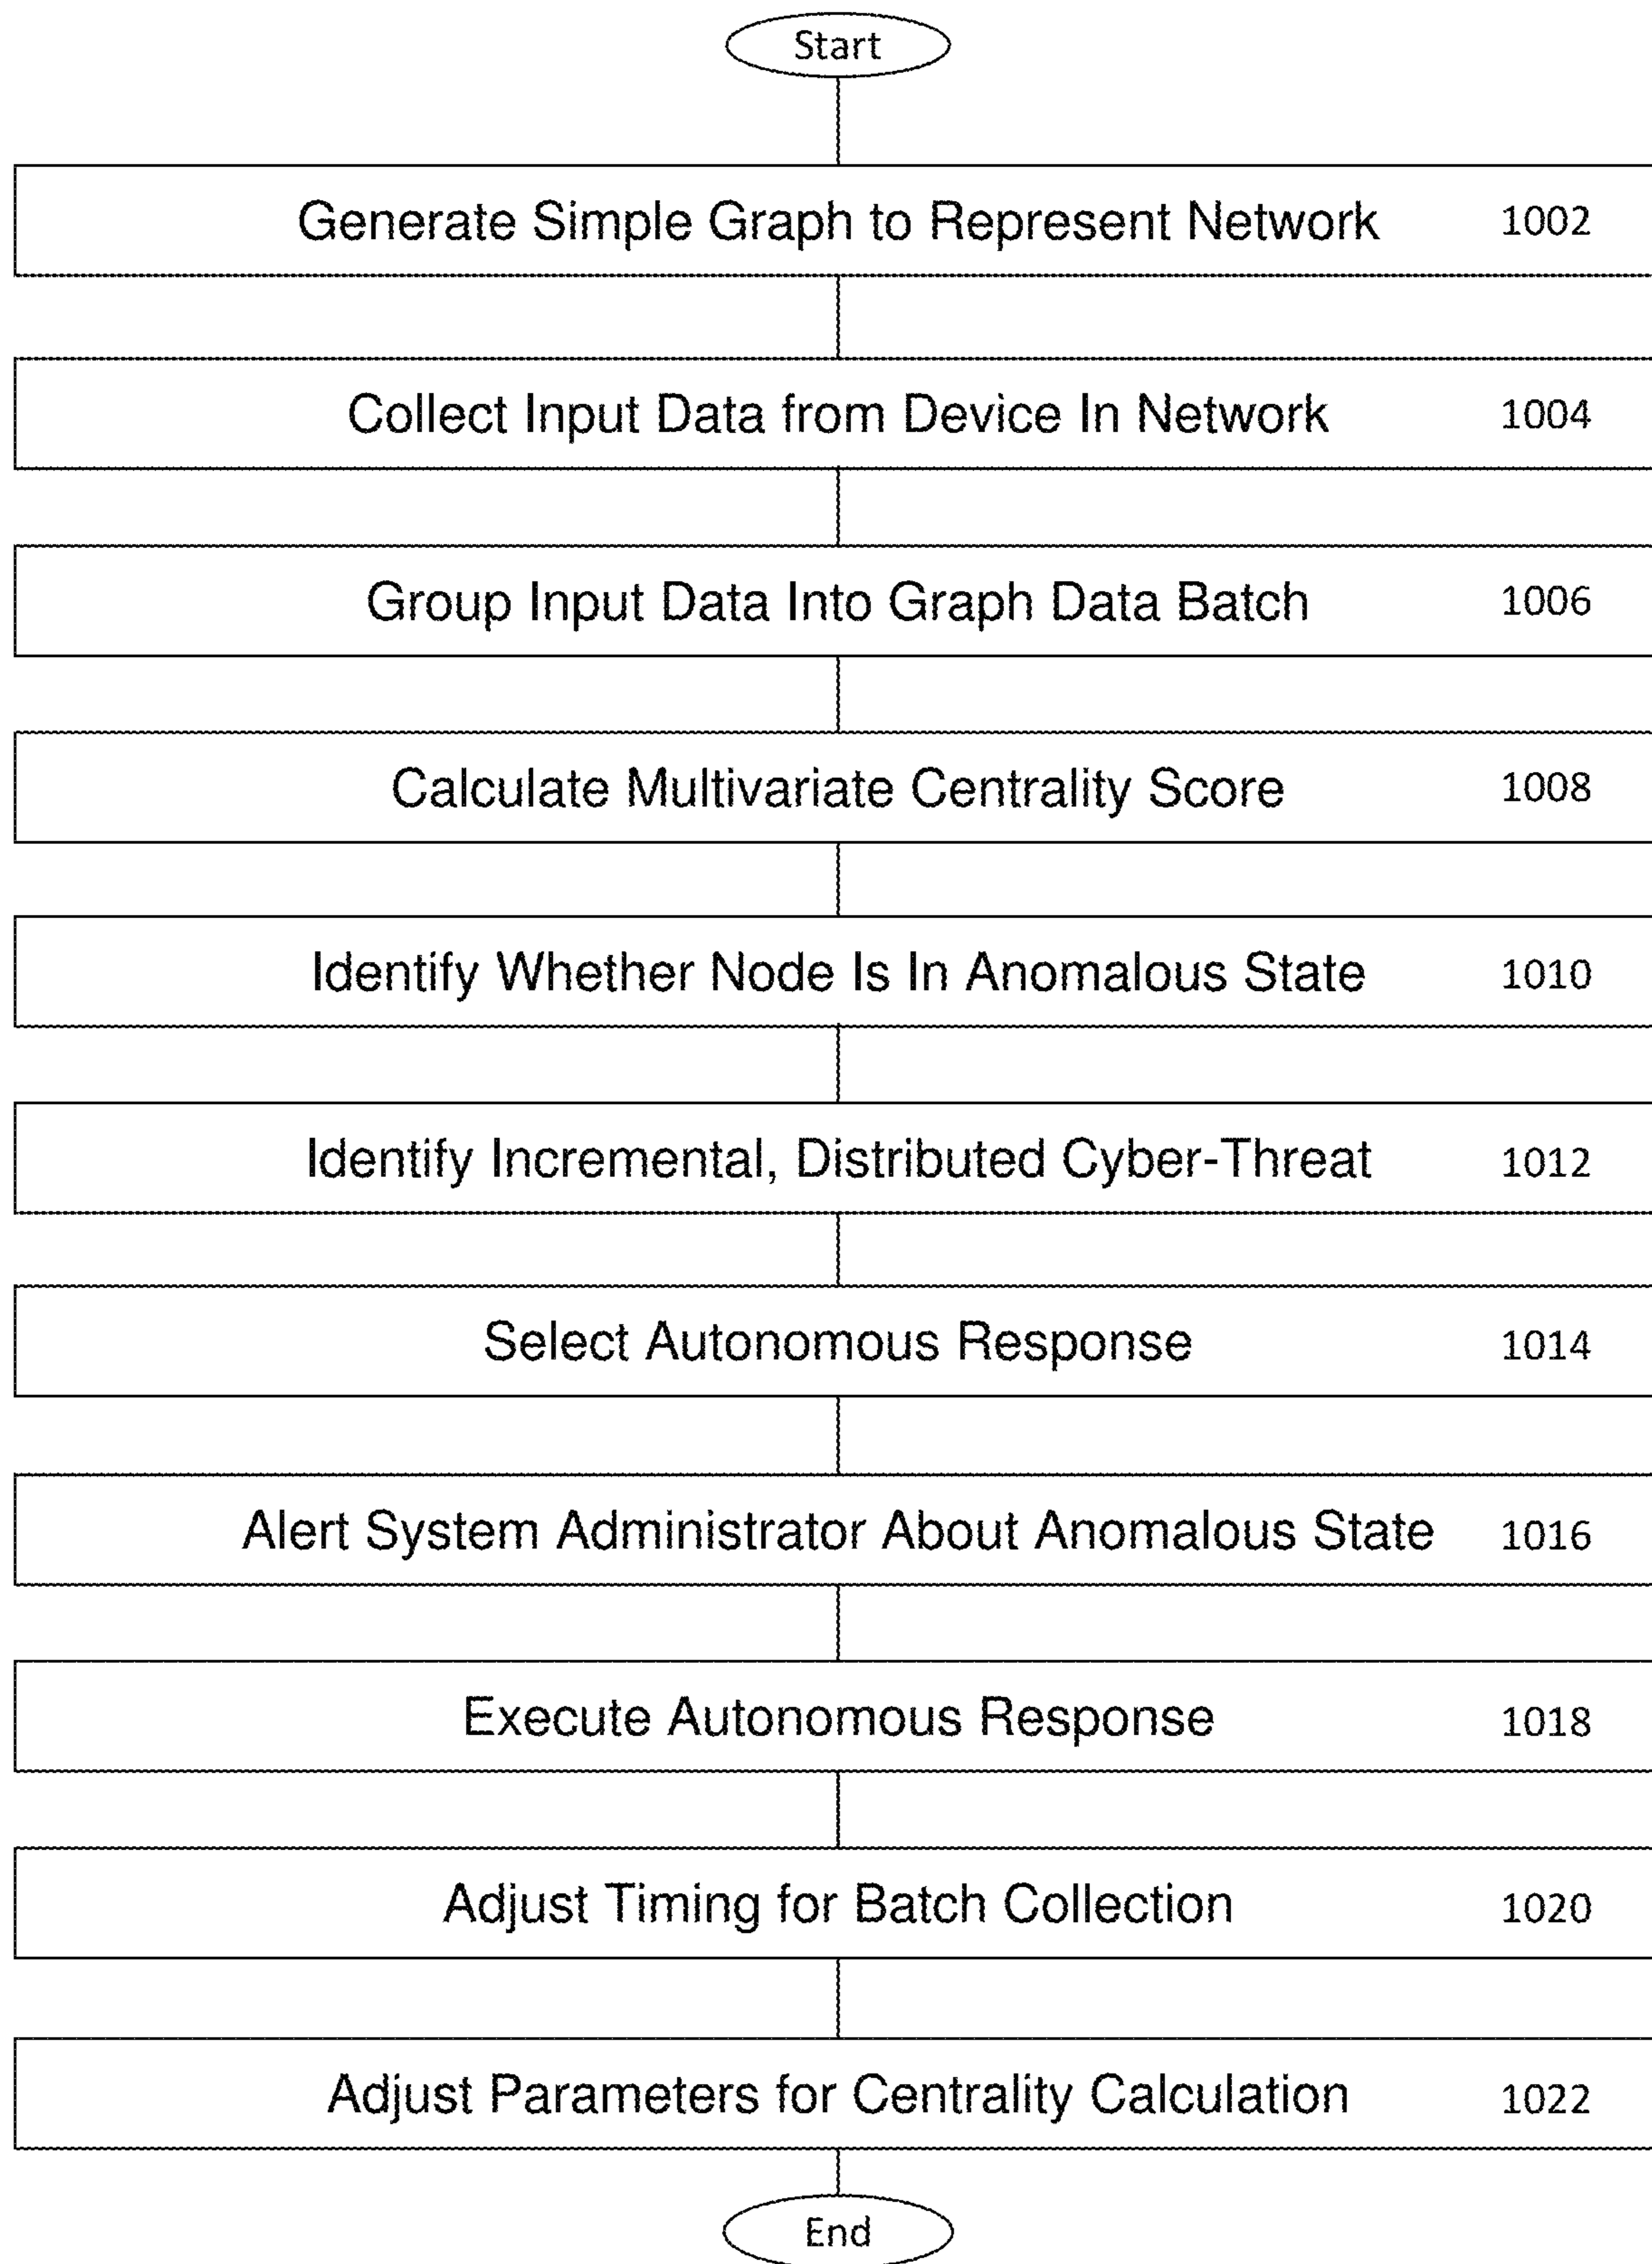 Start
Generate Simple Graph to Represent Network 1002
Collect Input Data from Device In Network 1004
Group Input Data Into Graph Data Batch 1006
Calculate Multivariate Centrality Score 1008
Identify Whether Node Is In Anomalous State 1010
Identify Incremental, Distributed Cyber-Threat 1012
Select Autonomous Response 1014
Alert System Administrator About Anomalous State 1016
Execute Autonomous Response 1018
Adjust Timing for Batch Collection 1020
Adjust Parameters for Centrality Calculation 1022
End